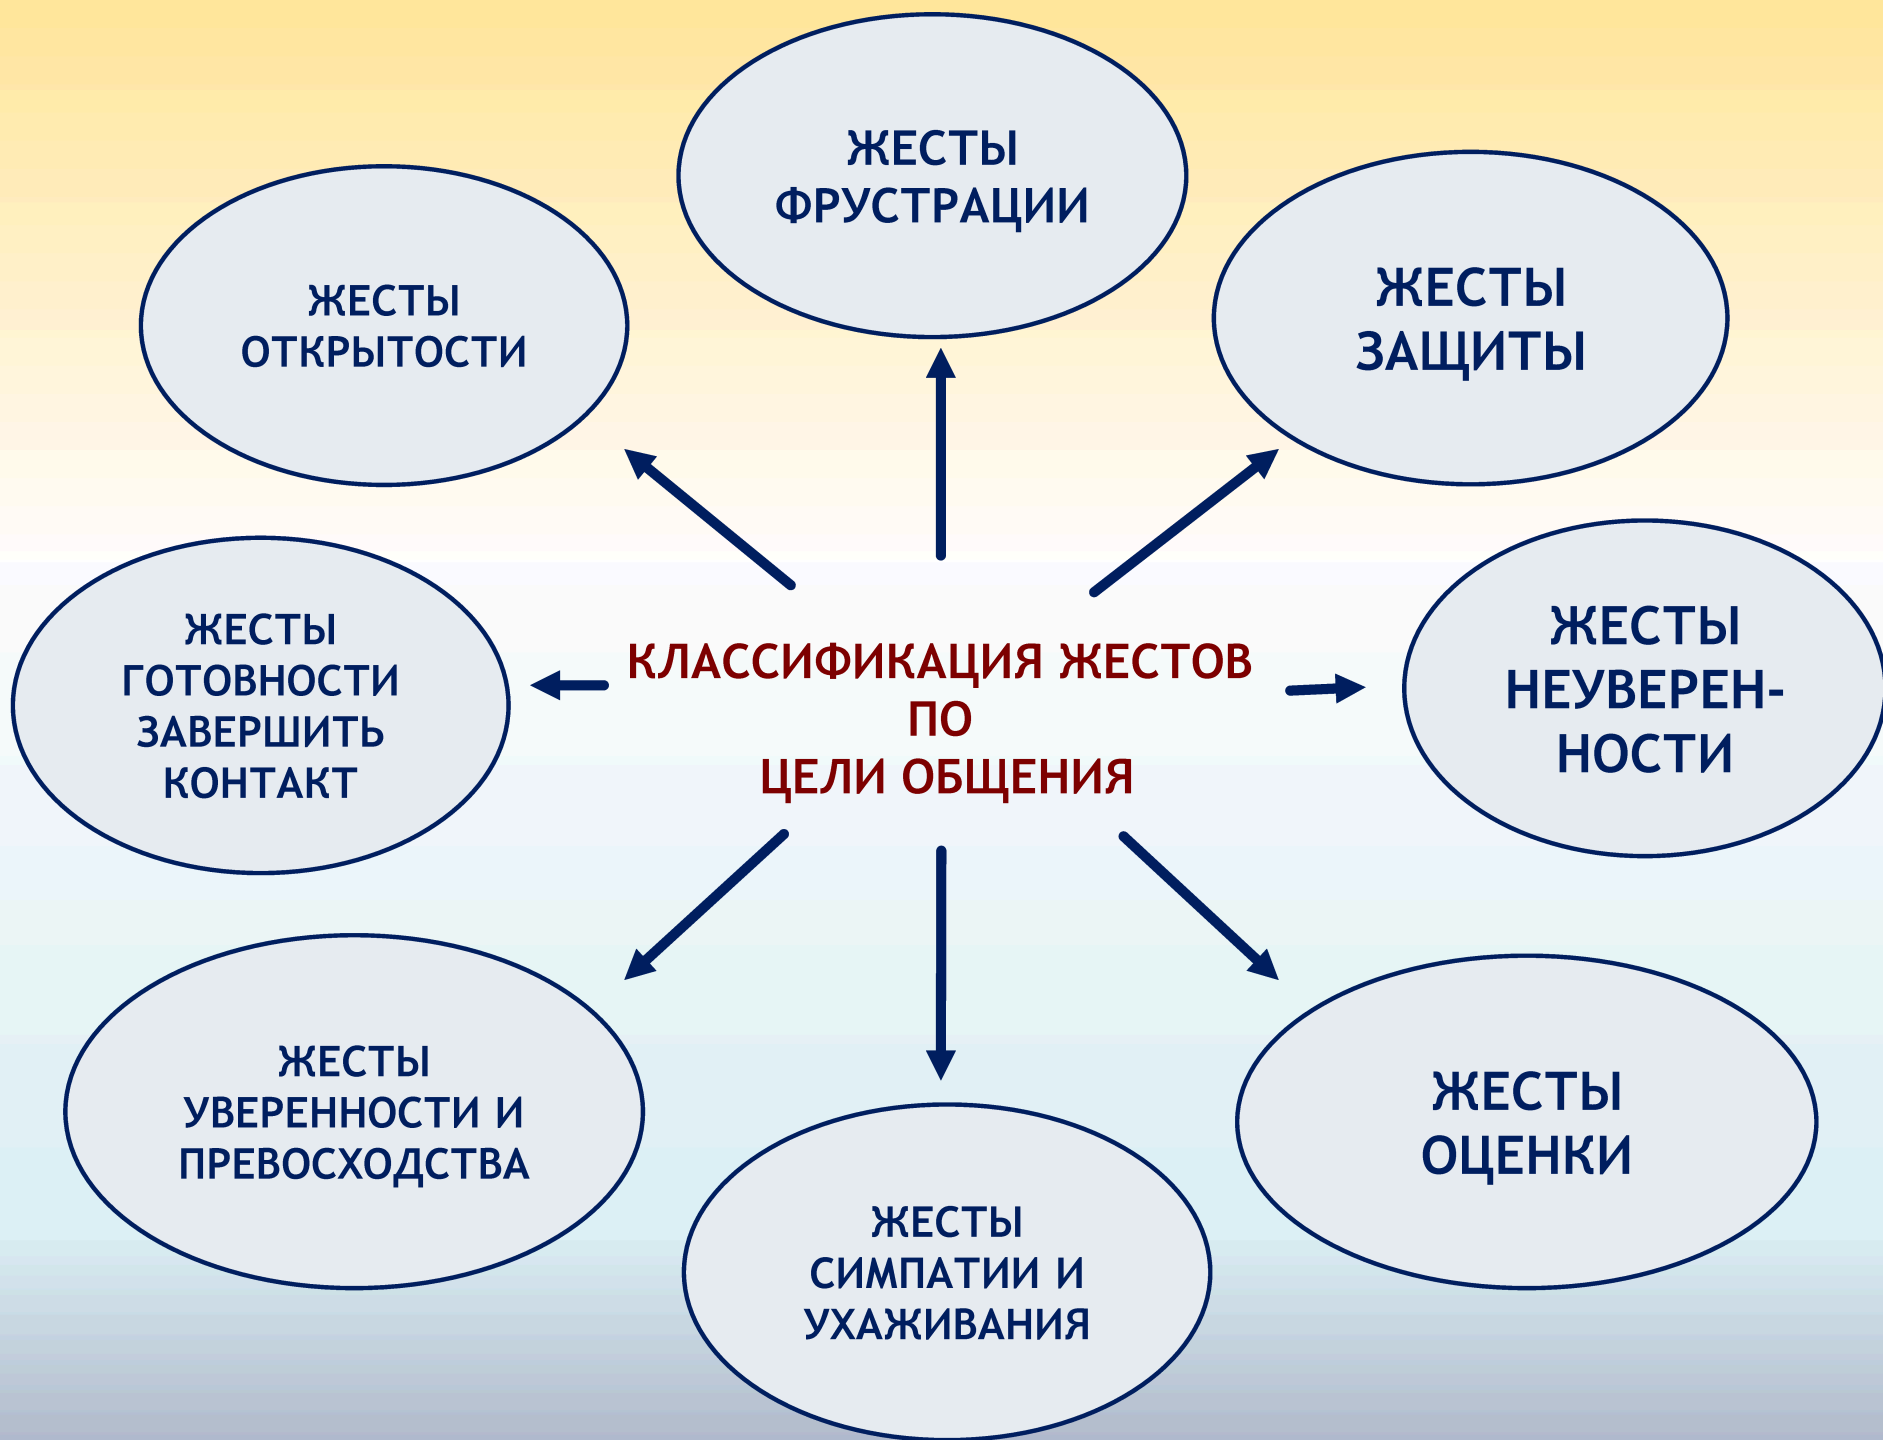 ЖЕСТЫ
ФРУСТРАЦИИ
ЖЕСТЫ
ОТКРЫТОСТИ
ЖЕСТЫ
ЗАЩИТЫ
ЖЕСТЫ
ГОТОВНОСТИ
ЗАВЕРШИТЬ
КОНТАКТ
КЛАССИФИКАЦИЯ ЖЕСТОВ
ПО
ЦЕЛИ ОБЩЕНИЯ
ЖЕСТЫ
НЕУВЕРЕН-
НОСТИ
ЖЕСТЫ
УВЕРЕННОСТИ И
ПРЕВОСХОДСТВА
ЖЕСТЫ
СИМПАТИИ И
УХАЖИВАНИЯ
ЖЕСТЫ
ОЦЕНКИ